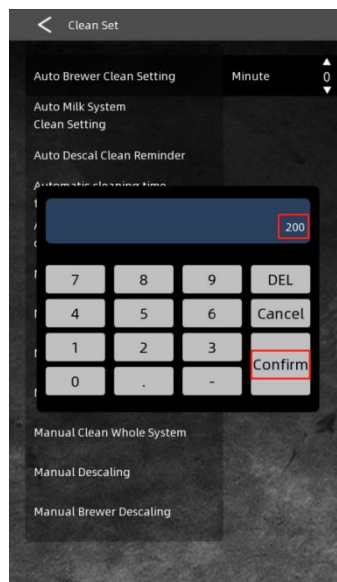 Clean Set
Auto Brewer Clean Setting Minute 0
Auto Milk System
Clean Setting
Auto Descal Clean Reminder
Automatic cleaning time
200
7 8 9 DEL
4 5 6 Cancel
1 2 3
Confirm
0 . -
Manual Clean Whole System
Manual Descaling
Manual Brewer Descaling